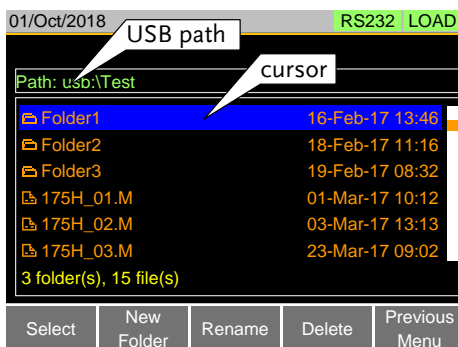 01/Oct/2018 RS232 LOAD
USB path
cursor
Path: usb:\Test
Folder1 16-Feb-17 13:46
Folder2 18-Feb-17 11:16
Folder3 19-Feb-17 08:32
175H_01.M 01-Mar-17 10:12
175H_02.M 03-Mar-17 13:13
175H_03.M 23-Mar-17 09:02
3 folder(s), 15 file(s)
Select New Folder Rename Delete Previous Menu